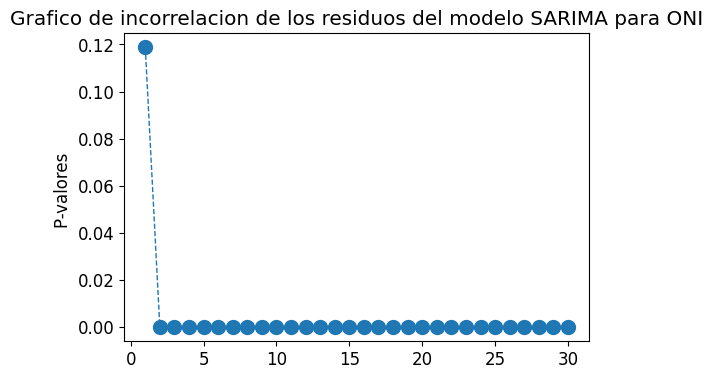 Grafico de incorrelacion de los residuos del modelo SARIMA para ONI
0.12
0.10
0.08
0.06
0.04
0.02
0.00
P-valores
0 5 10 15 20 25 30